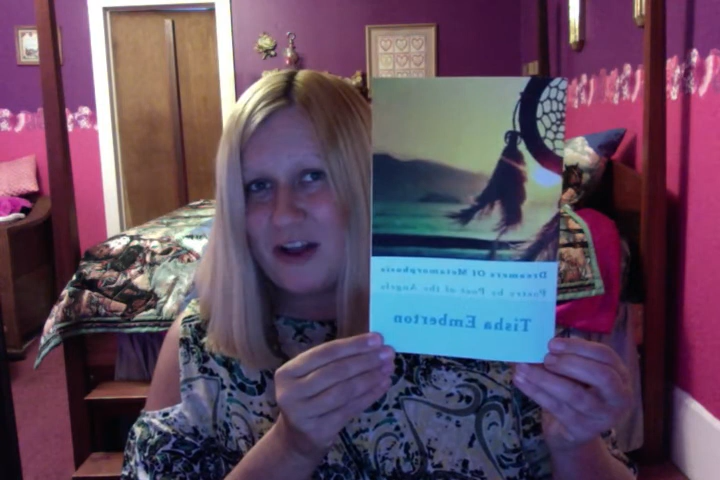 Dreamers Of Metamorphosis
Poetry by Poet of the Angels
Tisha Emberton